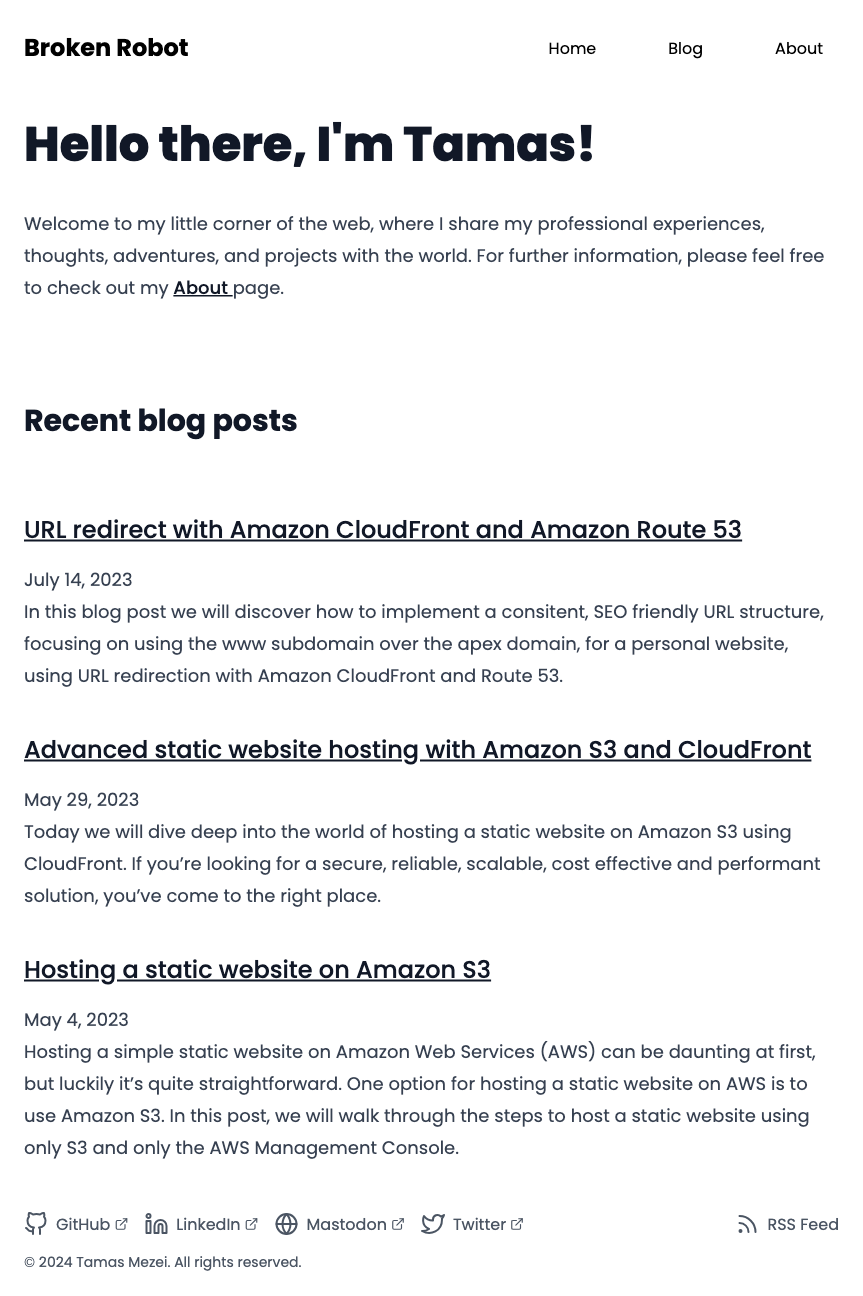 Broken Robot
Home
Blog
About
Hello there, I'm Tamas!
Welcome to my little corner of the web, where I share my professional experiences,
thoughts, adventures, and projects with the world. For further information, please feel free
to check out my About page.
Recent blog posts
URL redirect with Amazon CloudFront and Amazon Route 53
July 14, 2023
In this blog post we will discover how to implement a consitent, SEO friendly URL structure,
focusing on using the www subdomain over the apex domain, for a personal website,
using URL redirection with Amazon CloudFront and Route 53.
Advanced static website hosting with Amazon S3 and CloudFront
May 29, 2023
Today we will dive deep into the world of hosting a static website on Amazon S3 using
CloudFront. If you’re looking for a secure, reliable, scalable, cost effective and performant
solution, you’ve come to the right place.
Hosting a static website on Amazon S3
May 4, 2023
Hosting a simple static website on Amazon Web Services (AWS) can be daunting at first,
but luckily it’s quite straightforward. One option for hosting a static website on AWS is to
use Amazon S3. In this post, we will walk through the steps to host a static website using
only S3 and only the AWS Management Console.
GitHub
LinkedIn
Mastodon
Twitter
RSS Feed
© 2024 Tamas Mezei. All rights reserved.